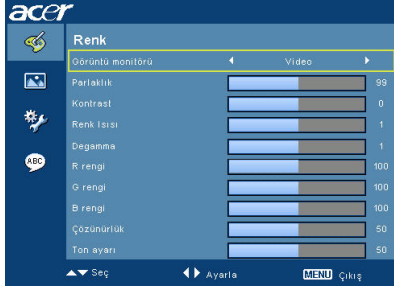 acer
Renk
Görüntü monitörü Video
Parlaklık 99
Kontrast 0
Renk Isısı 1
Degamma 1
R rengi 100
G rengi 100
B rengi 100
Çözünürlük 50
Ton ayarı 50
ABC
Seç Ayarla MENU Çıkış